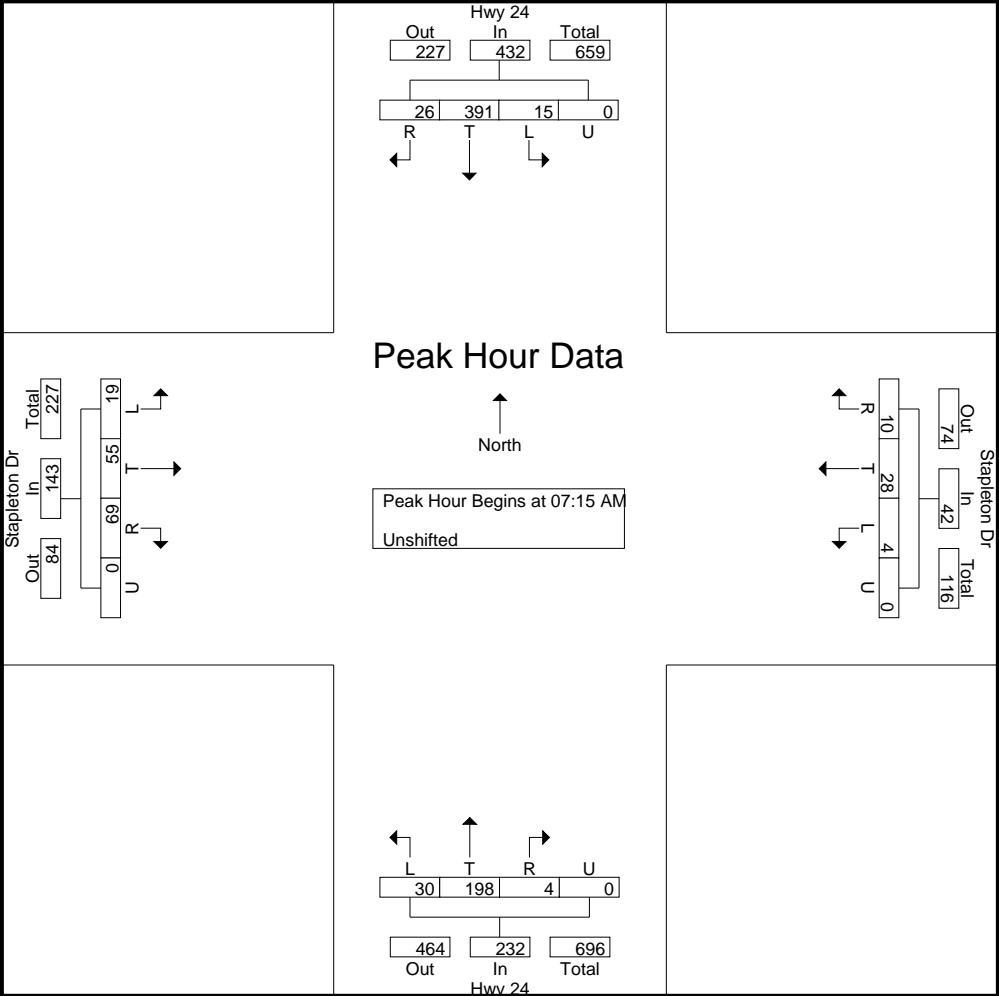 Hwy 24
Out In Total
227 432 659
26 391 15 0
R T L U
Peak Hour Data
North
Peak Hour Begins at 07:15 AM
Unshifted
Stapleton Dr
Total In Out
227 143 84
19 55 69 0
L T R U
Stapleton Dr
Out In Total
74 42 116
10 28 4 0
R T L U
L T R U
30 198 4 0
464 232 696
Out In Total
Hwy 24